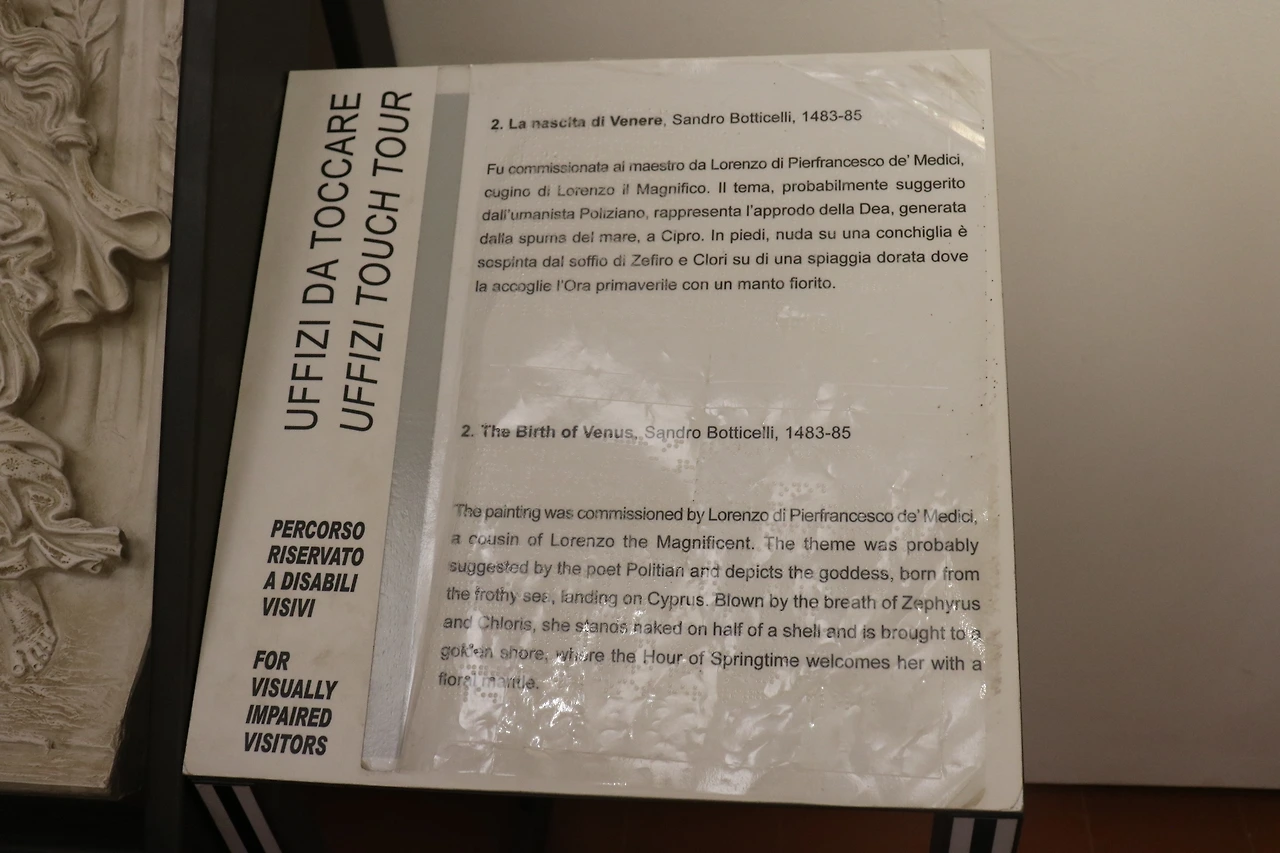 UFFIZI DA TOCCARE
UFFIZI TOUCH TOUR
PERCORSO
RISERVATO
A DISABILI
VISIVI
FOR
VISUALLY
IMPAIRED
VISITORS
2. La nascita di Venere, Sandro Botticelli, 1483-85
Fu commissionata al maestro da Lorenzo di Pierfrancesco de' Medici,
cugino di Lorenzo il Magnifico. Il tema, probabilmente suggerito
dall'umanista Poliziano, rappresenta l'approdo della Dea, generata
dalla spuma del mare, a Cipro. In piedi, nuda su una conchiglia è
sospinta dal soffio di Zefiro e Clori su di una spiaggia dorata dove
la accoglie l'Ora primaverile con un manto fiorito.
2. The Birth of Venus, Sandro Botticelli, 1483-85
The painting was commissioned by Lorenzo di Pierfrancesco de' Medici,
a cousin of Lorenzo the Magnificent. The theme was probably
suggested by the poet Politian and depicts the goddess, born from
the frothy sea, landing on Cyprus. Blown by the breath of Zephyrus
and Chloris, she stands naked on half of a shell and is brought to a
golden shore, where the Hour of Springtime welcomes her with a
floral mantle.